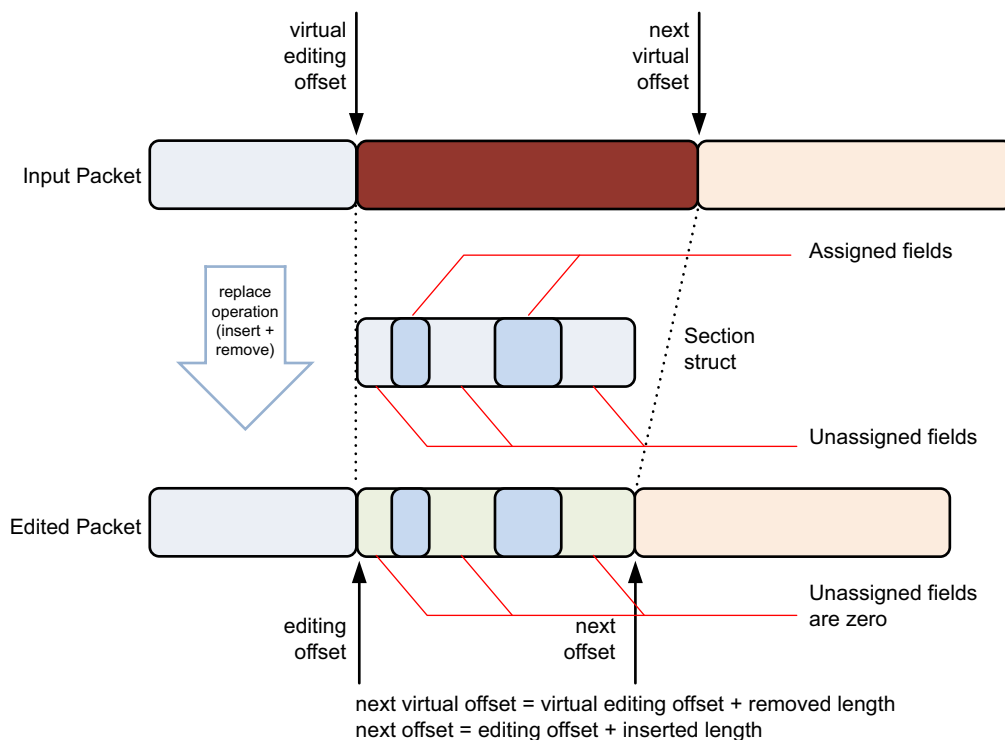 virtual
editing
offset
next
virtual
offset
Input Packet
Assigned fields
replace
operation
(insert +
remove)
Section
struct
Unassigned fields
Edited Packet
Unassigned fields
are zero
editing
offset
next
offset
next virtual offset = virtual editing offset + removed length
next offset = editing offset + inserted length